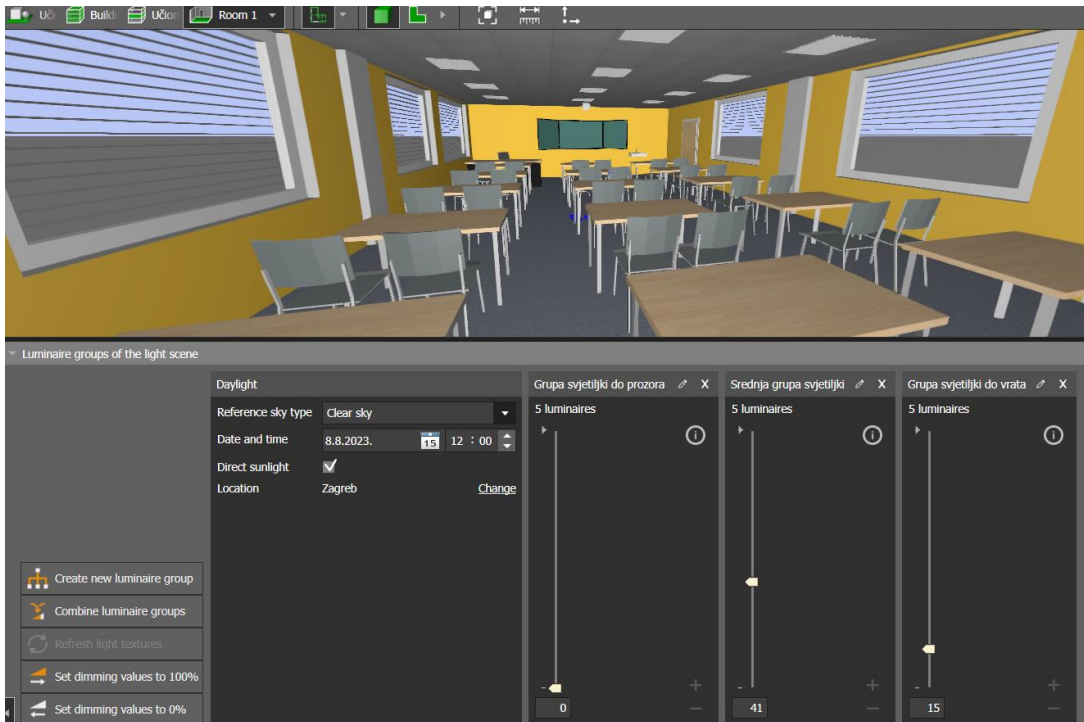 Uči Buildi Učion Room 1
Luminaire groups of the light scene
Daylight
Reference sky type Clear sky
Date and time 8.8.2023. 15 12 : 00
Direct sunlight
Location Zagreb Change
Grupa svjetiljki do prozora X
5 luminaires
0
Srednja grupa svjetiljki X
5 luminaires
41
Grupa svjetiljki do vrata X
5 luminaires
15
Create new luminaire group
Combine luminaire groups
Refresh light textures
Set dimming values to 100%
Set dimming values to 0%